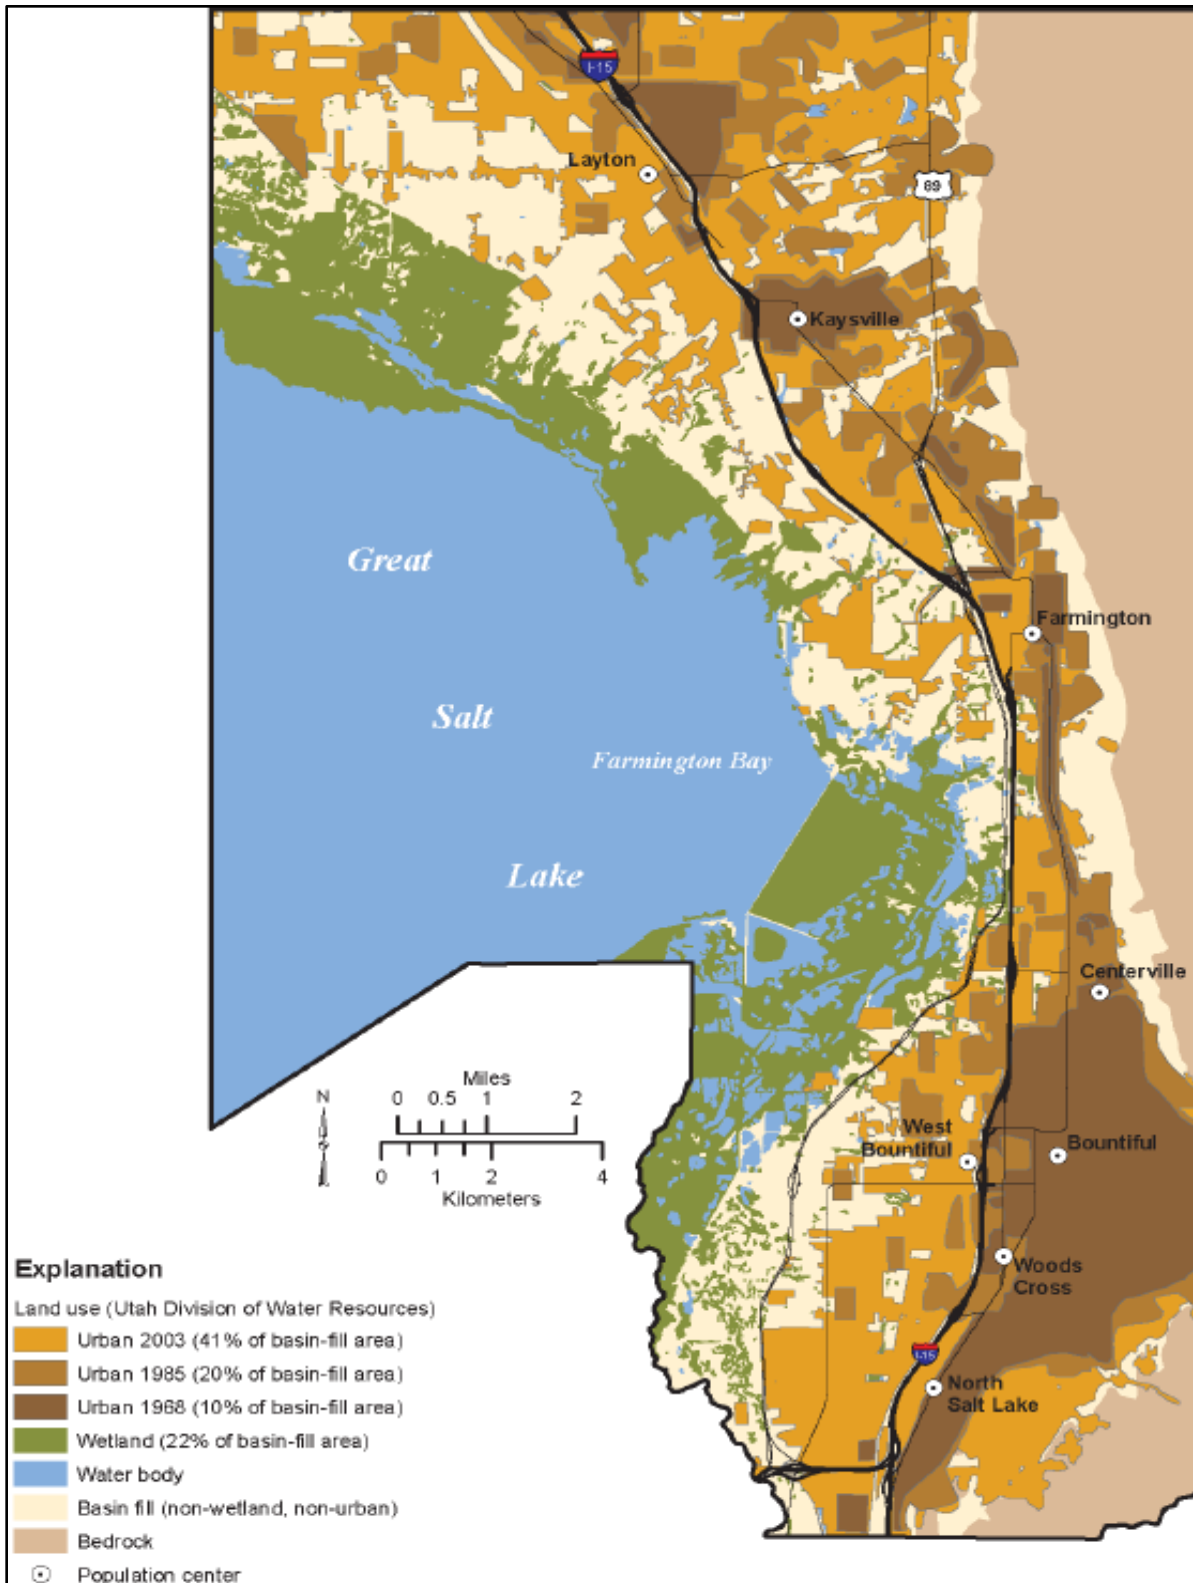 I-15
Layton
89
Kaysville
Great
Farmington
Salt
Farmington Bay
Lake
Centerville
Miles
0 0.5 1 2
N
0 1 2 4
Kilometers
West
Bountiful
Bountiful
Woods
Cross
I-15
North
Salt Lake
Explanation
Land use (Utah Division of Water Resources)
Urban 2003 (41% of basin-fill area)
Urban 1985 (20% of basin-fill area)
Urban 1968 (10% of basin-fill area)
Wetland (22% of basin-fill area)
Water body
Basin fill (non-wetland, non-urban)
Bedrock
Population center